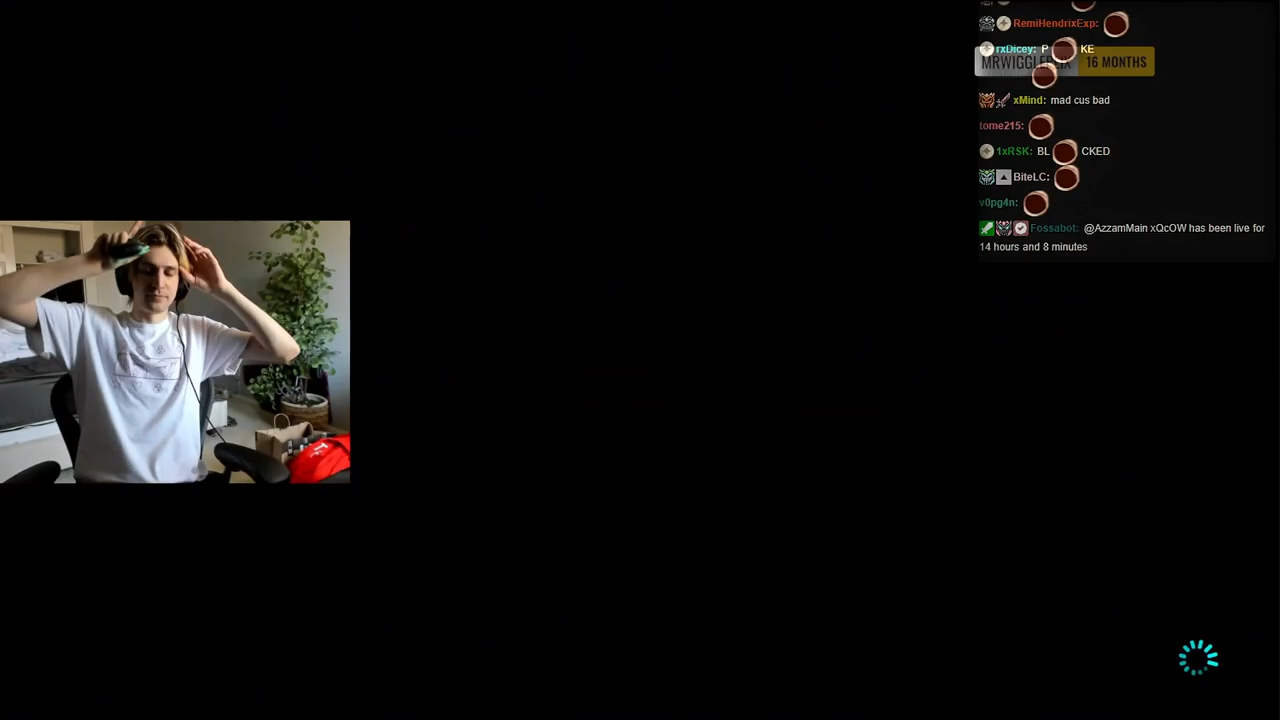 RemiHendrixExp:
rxDicey: P KE
MRWIGGLEFLIX 16 MONTHS
xMind: mad cus bad
tome215:
1xRSK: BL CKED
BiteLC:
v0pg4n:
Fossabot: @AzzamMain xQcOW has been live for
14 hours and 8 minutes